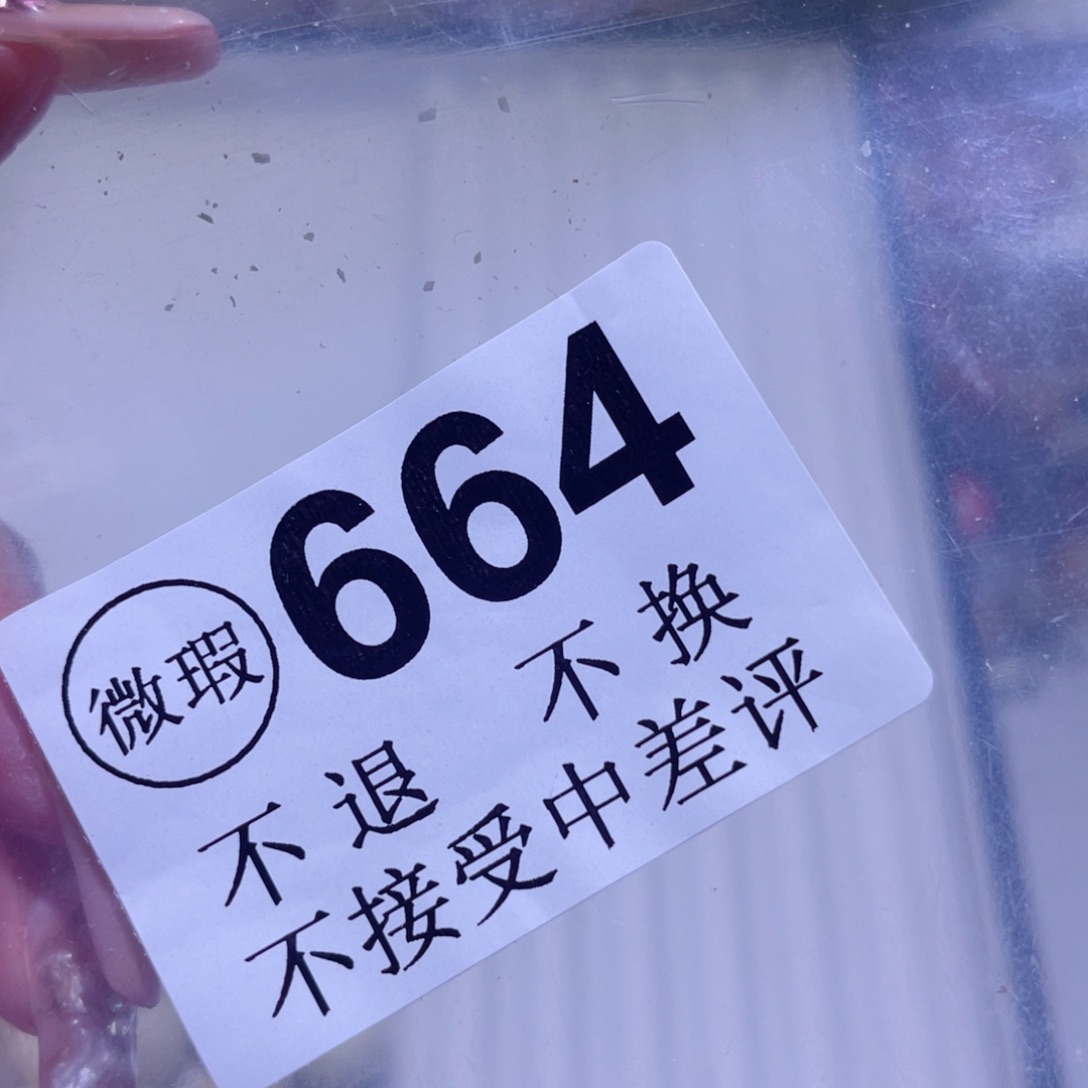 664
微瑕
不退 不换
不接受中差评